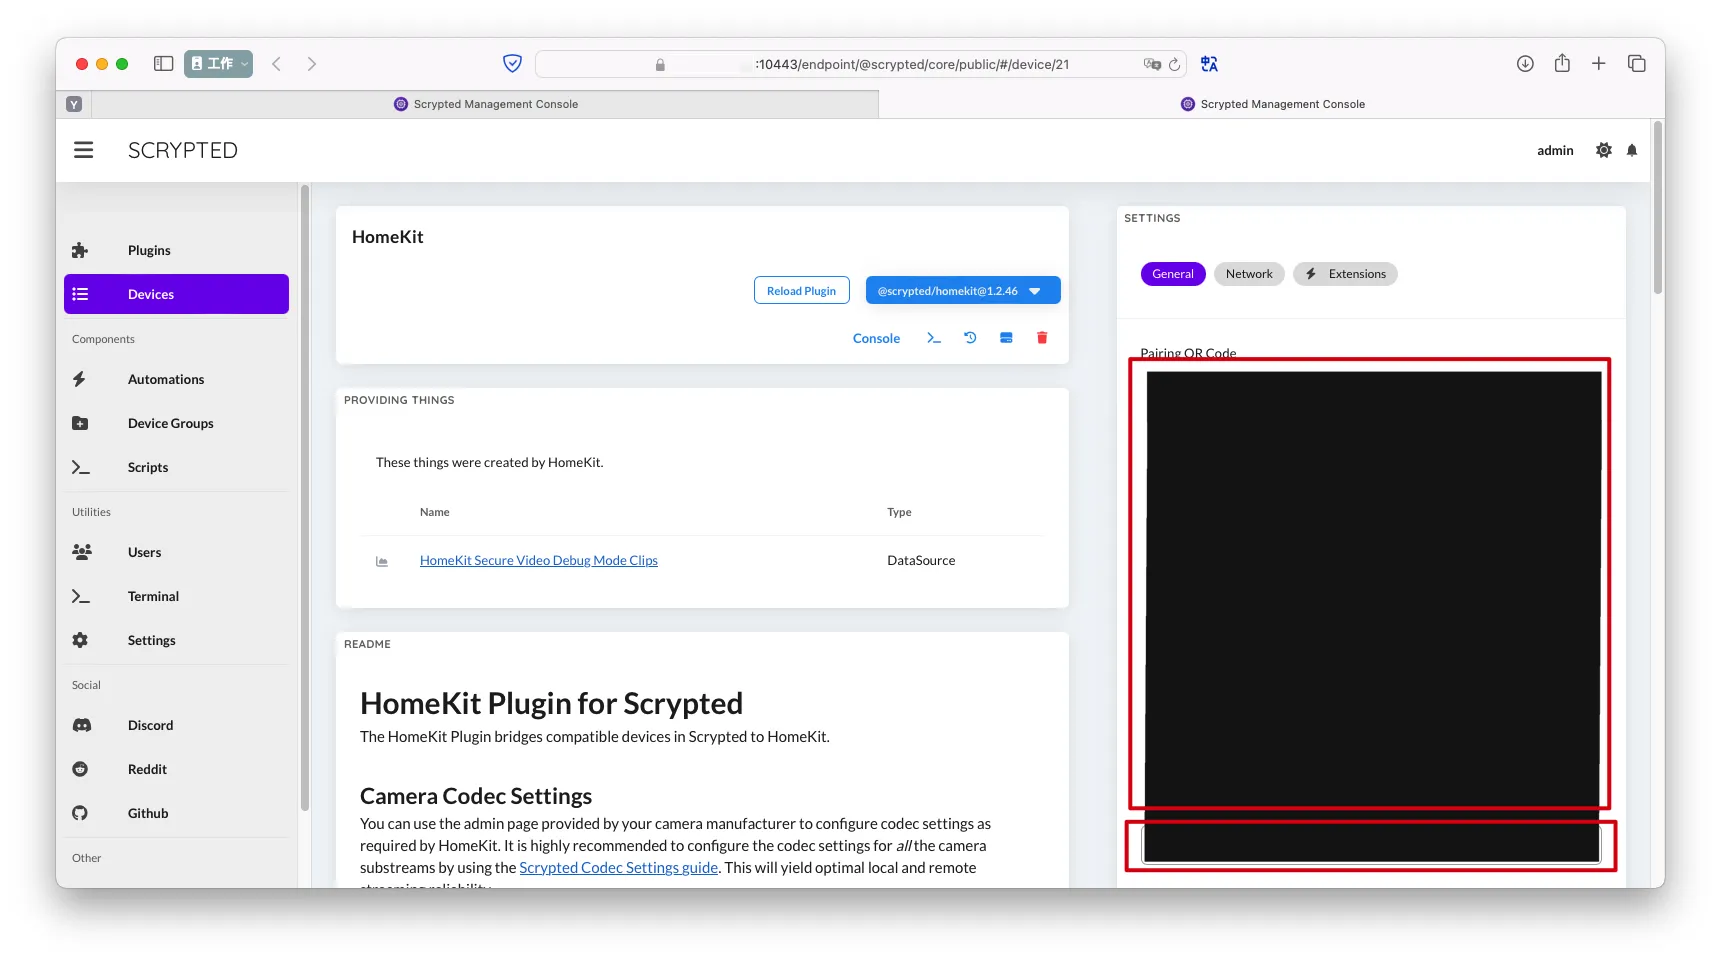 工作
:10443/endpoint/@scrypted/core/public/#/device/21
Y
Scrypted Management Console
Scrypted Management Console
SCRYPTED
admin
Plugins
Devices
Components
Automations
Device Groups
Scripts
Utilities
Users
Terminal
Settings
Social
Discord
Reddit
Github
Other
HomeKit
Reload Plugin
@scrypted/homekit@1.2.46
Console
PROVIDING THINGS
These things were created by HomeKit.
Name Type
HomeKit Secure Video Debug Mode Clips DataSource
README
HomeKit Plugin for Scrypted
The HomeKit Plugin bridges compatible devices in Scrypted to HomeKit.
Camera Codec Settings
You can use the admin page provided by your camera manufacturer to configure codec settings as
required by HomeKit. It is highly recommended to configure the codec settings for all the camera
substreams by using the Scrypted Codec Settings guide. This will yield optimal local and remote
streaming reliability.
SETTINGS
General Network Extensions
Pairing QR Code